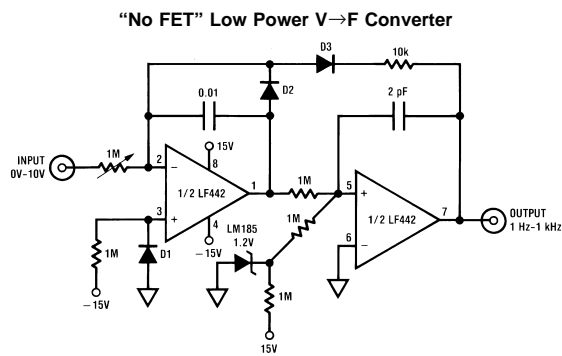 “No FET” Low Power V→F Converter
D3
10k
0.01
D2
2 pF
INPUT
0V-10V
1M
2
−
15V
8
1/2 LF442
1
3
+
4
−15V
1M
D1
−15V
1M
1M
LM185
1.2V
1M
15V
5
+
1/2 LF442
7
6
−
OUTPUT
1 Hz-1 kHz